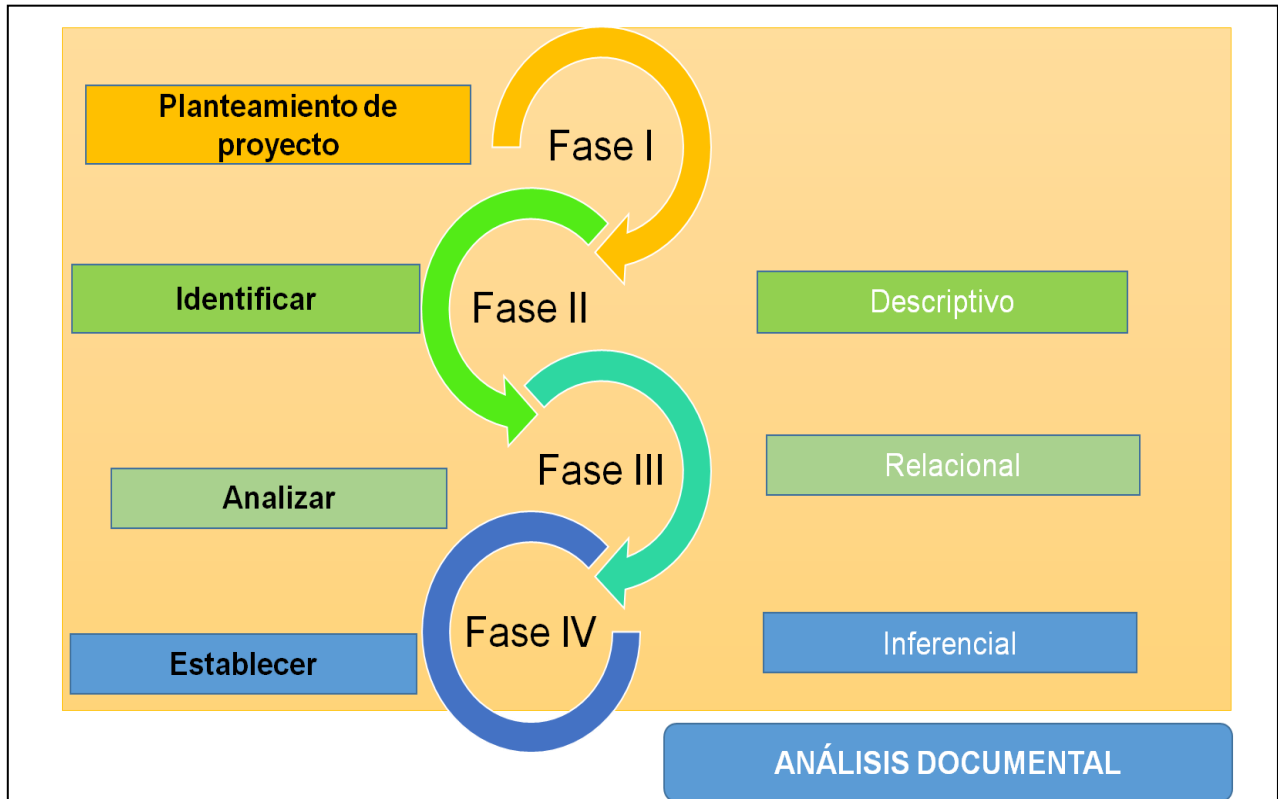 Planteamiento de
proyecto
Fase I
Identificar
Fase II
Descriptivo
Analizar
Fase III
Relacional
Establecer
Fase IV
Inferencial
ANÁLISIS DOCUMENTAL